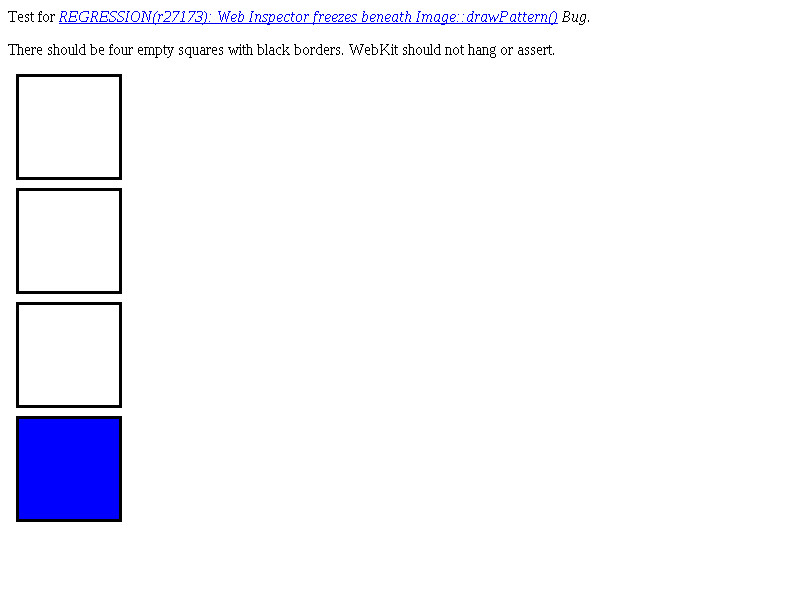 Test for REGRESSION(r27173): Web Inspector freezes beneath Image::drawPattern() Bug.
There should be four empty squares with black borders. WebKit should not hang or assert.